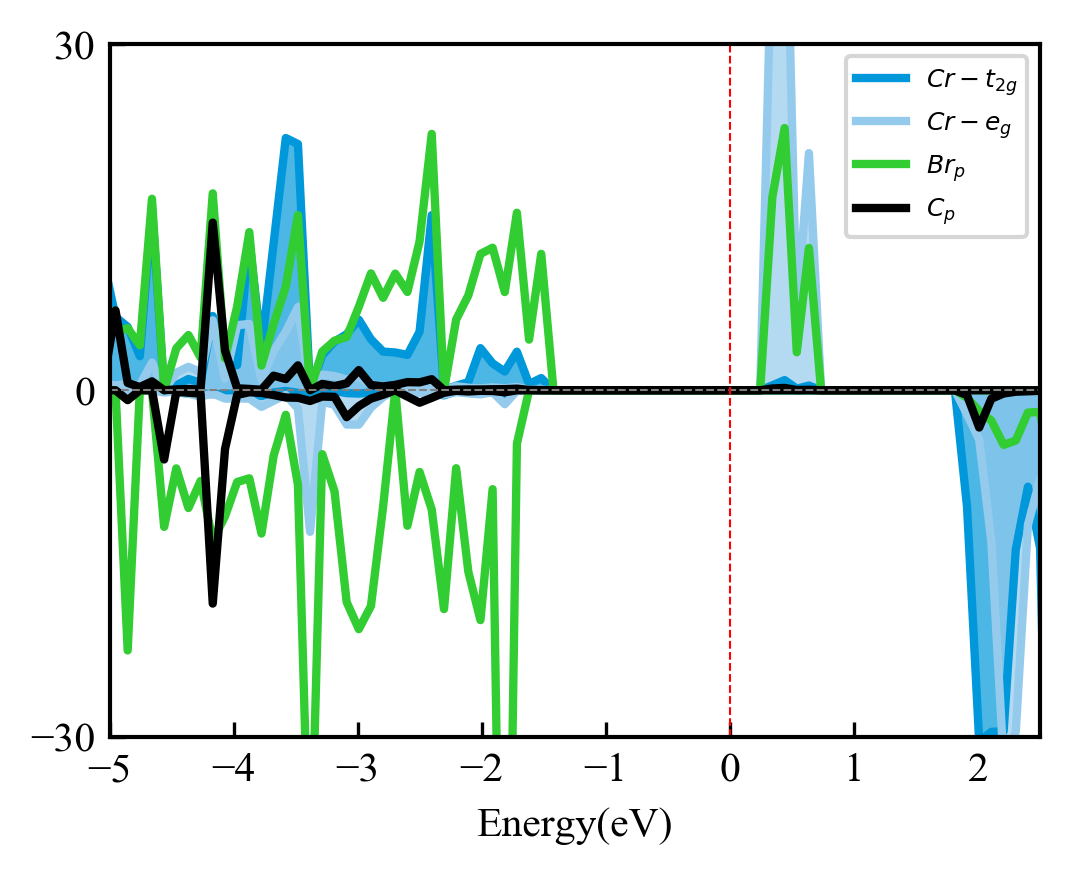 30
0
−30
Cr − t₂g
Cr − eg
Brp
Cp
−5 −4 −3 −2 −1 0 1 2
Energy(eV)